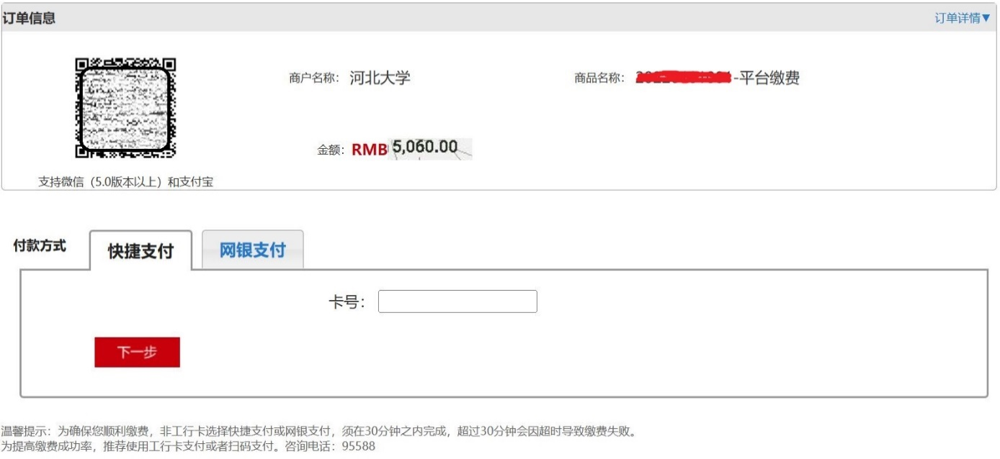 订单信息
订单详情▼
商户名称： 河北大学
商品名称： -平台缴费
金额： RMB 5,060.00
支持微信（5.0版本以上）和支付宝
付款方式
快捷支付
网银支付
卡号：
下一步
温馨提示：为确保您顺利缴费，非工行卡选择快捷支付或网银支付，须在30分钟之内完成，超过30分钟会因超时导致缴费失败。
为提高缴费成功率，推荐使用工行卡支付或者扫码支付。咨询电话：95588